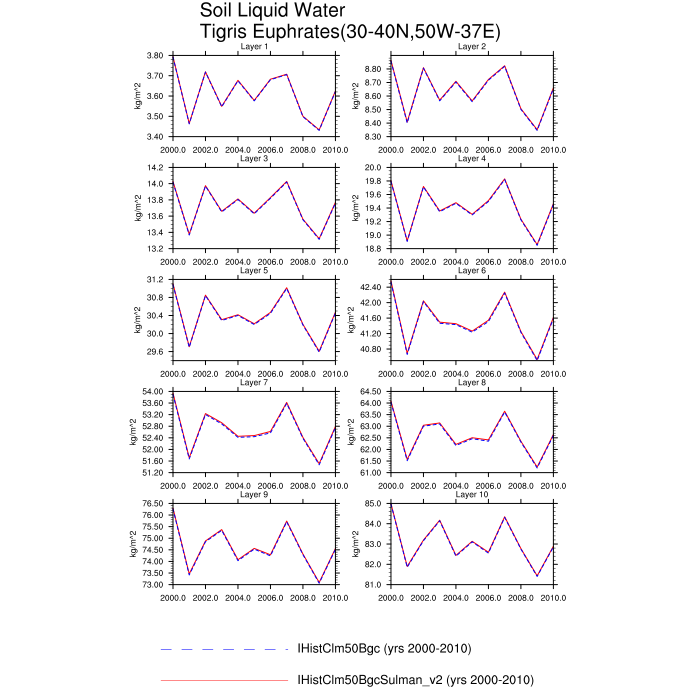 Soil Liquid Water
Tigris Euphrates(30-40N,50W-37E)
Layer 1
3.80
3.70
3.60
3.50
3.40
kg/m^2
2000.0 2002.0 2004.0 2006.0 2008.0 2010.0
Layer 2
8.80
8.70
8.60
8.50
8.40
8.30
kg/m^2
2000.0 2002.0 2004.0 2006.0 2008.0 2010.0
Layer 3
14.2
14.0
13.8
13.6
13.4
13.2
kg/m^2
2000.0 2002.0 2004.0 2006.0 2008.0 2010.0
Layer 4
20.0
19.8
19.6
19.4
19.2
19.0
18.8
kg/m^2
2000.0 2002.0 2004.0 2006.0 2008.0 2010.0
Layer 5
31.2
30.8
30.4
30.0
29.6
kg/m^2
2000.0 2002.0 2004.0 2006.0 2008.0 2010.0
Layer 6
42.40
42.00
41.60
41.20
40.80
kg/m^2
2000.0 2002.0 2004.0 2006.0 2008.0 2010.0
Layer 7
54.00
53.60
53.20
52.80
52.40
52.00
51.60
51.20
kg/m^2
2000.0 2002.0 2004.0 2006.0 2008.0 2010.0
Layer 8
64.50
64.00
63.50
63.00
62.50
62.00
61.50
61.00
kg/m^2
2000.0 2002.0 2004.0 2006.0 2008.0 2010.0
Layer 9
76.50
76.00
75.50
75.00
74.50
74.00
73.50
73.00
kg/m^2
2000.0 2002.0 2004.0 2006.0 2008.0 2010.0
Layer 10
85.0
84.0
83.0
82.0
81.0
kg/m^2
2000.0 2002.0 2004.0 2006.0 2008.0 2010.0
IHistClm50Bgc (yrs 2000-2010)
IHistClm50BgcSulman_v2 (yrs 2000-2010)